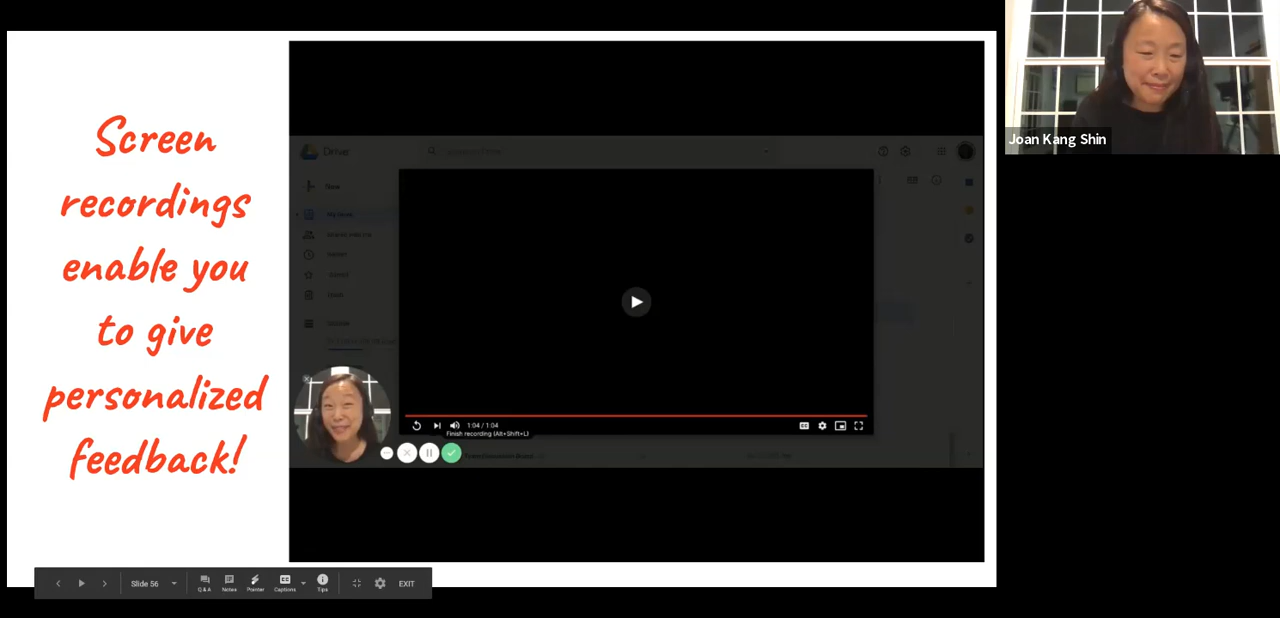 Screen
recordings
enable you
to give
personalized
feedback!
Drive
New
1:04 / 1:04
Finish recording (Alt+Shift+L)
Joan Kang Shin
Slide 56
Q & A
Notes
Pointer
Captions
Tips
EXIT